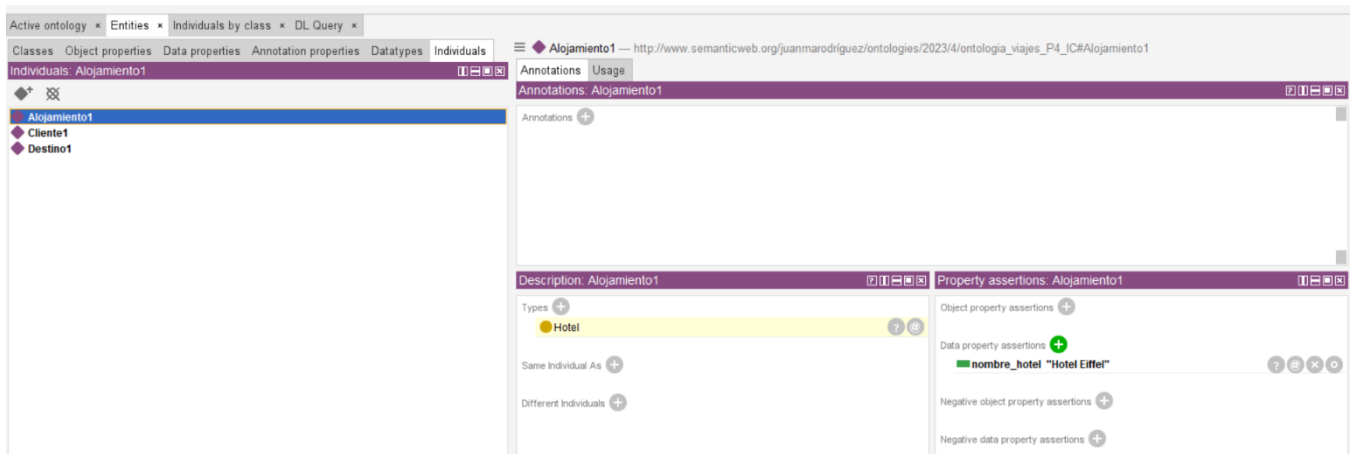 Active ontology × Entities × Individuals by class × DL Query ×
Classes Object properties Data properties Annotation properties Datatypes Individuals
Individuals: Alojamiento1
Alojamiento1
Cliente1
Destino1
Alojamiento1 — http://www.semanticweb.org/juanmarodríguez/ontologies/2023/4/ontologia_viajes_P4_IC#Alojamiento1
Annotations Usage
Annotations: Alojamiento1
Annotations
Description: Alojamiento1
Types
Hotel
Same Individual As
Different Individuals
Property assertions: Alojamiento1
Object property assertions
Data property assertions
nombre_hotel "Hotel Eiffel"
Negative object property assertions
Negative data property assertions